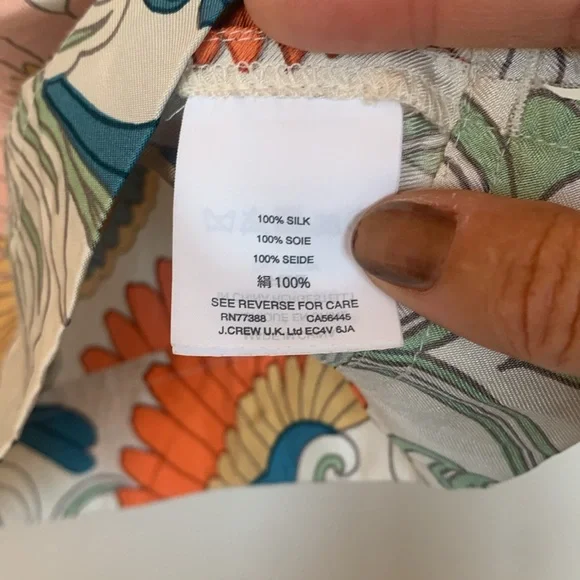 100% SILK
100% SOIE
100% SEIDE
絹 100%
SEE REVERSE FOR CARE
RN77388 CA56445
J.CREW U.K. Ltd EC4V 6JA